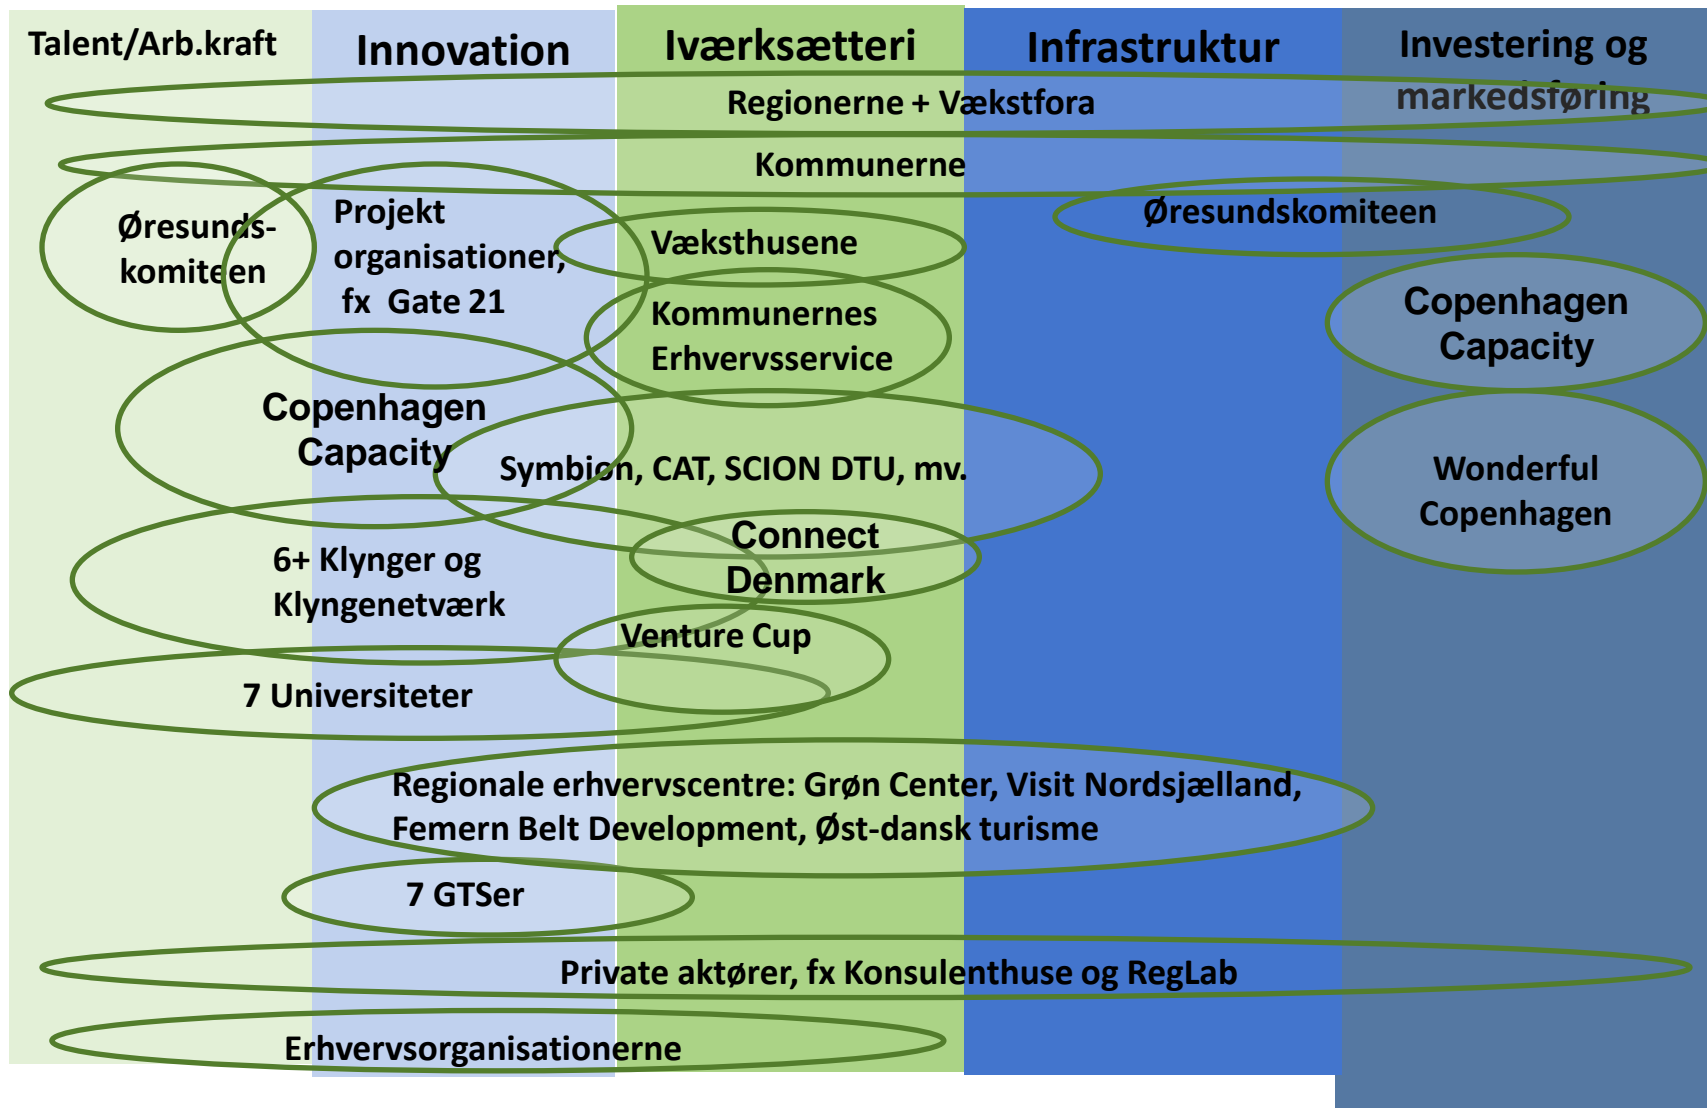 Talent/Arb.kraft
Innovation
Iværksætteri
Infrastruktur
Investering og
markedsføring
Regionerne + Vækstfora
Kommunerne
Øresunds-
komiteen
Projekt
organisationer,
fx Gate 21
Væksthusene
Øresundskomiteen
Kommunernes
Erhvervsservice
Copenhagen
Capacity
Copenhagen
Capacity
Symbion, CAT, SCION DTU, mv.
Wonderful
Copenhagen
Connect
Denmark
6+ Klynger og
Klyngenetværk
Venture Cup
7 Universiteter
Regionale erhvervscentre: Grøn Center, Visit Nordsjælland,
Femern Belt Development, Øst-dansk turisme
7 GTSer
Private aktører, fx Konsulenthuse og RegLab
Erhvervsorganisationerne